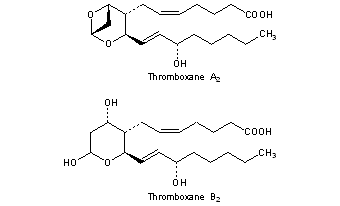 O
O
COOH
CH3
OH
Thromboxane A2
OH
COOH
HO
O
CH3
OH
Thromboxane B2